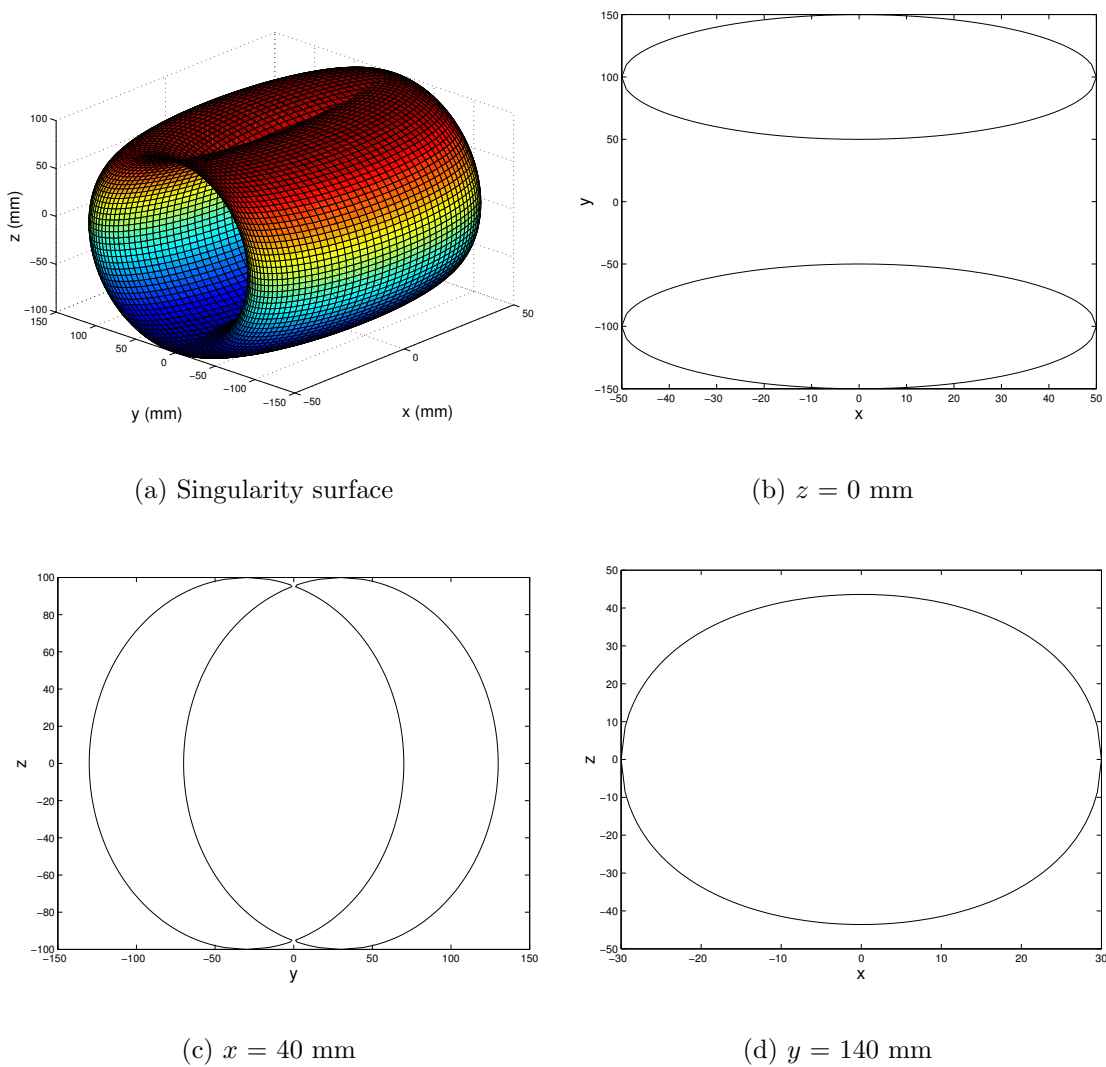 100
50
0
−50
−100
z (mm)
150
100
50
0
−50
−100
−150
y (mm)
−50
0
50
x (mm)
(a) Singularity surface
150
100
50
0
−50
−100
−150
y
−50 −40 −30 −20 −10 0 10 20 30 40 50
x
(b) z = 0 mm
100
80
60
40
20
0
−20
−40
−60
−80
−100
z
−150 −100 −50 0 50 100 150
y
(c) x = 40 mm
50
40
30
20
10
0
−10
−20
−30
−40
−50
z
−30 −20 −10 0 10 20 30
x
(d) y = 140 mm